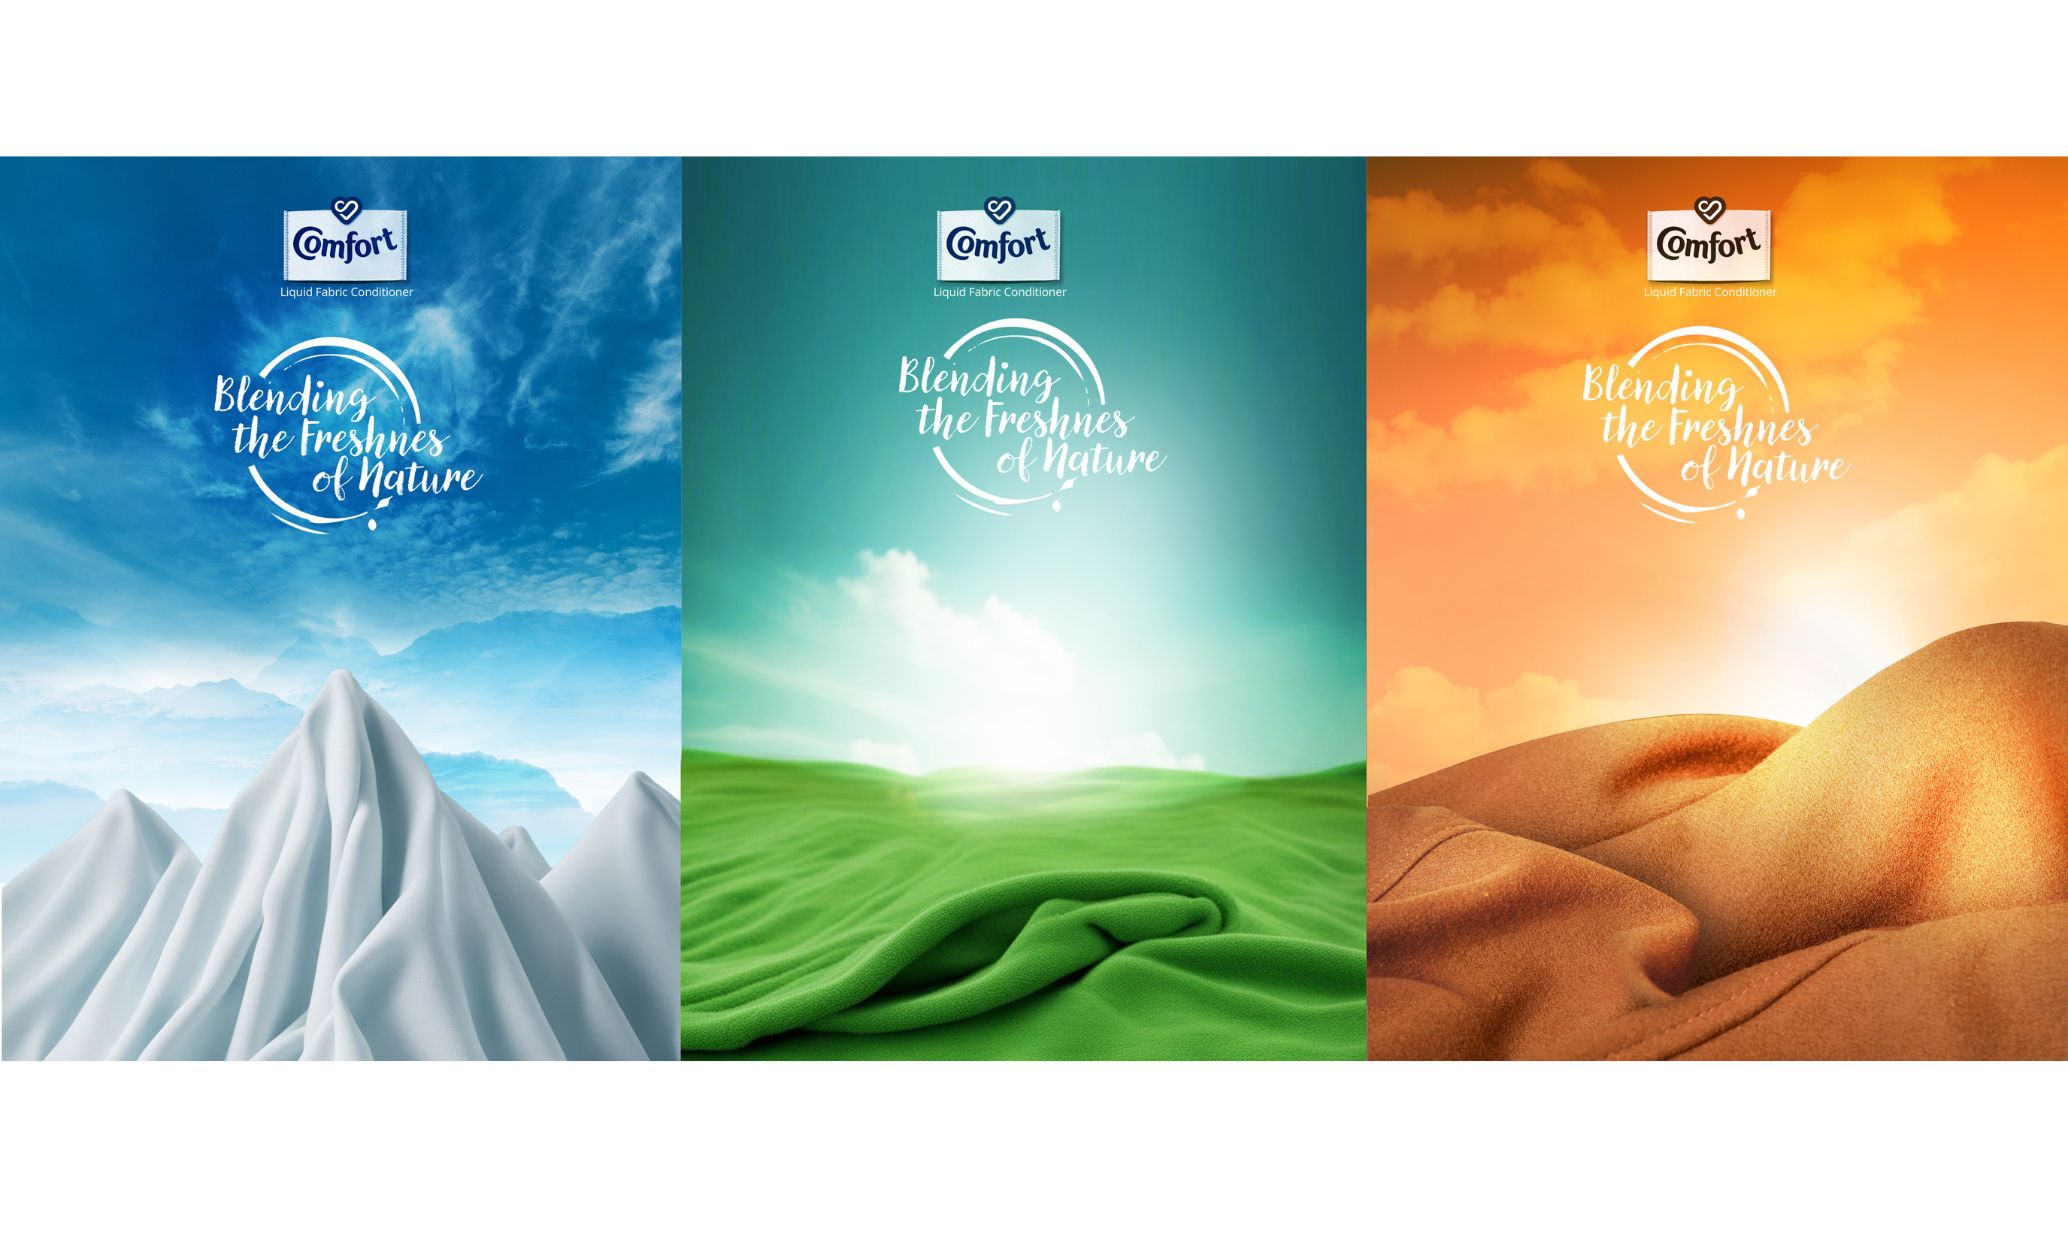 Comfort
Liquid Fabric Conditioner
Blending
the Freshnes
of Nature
Comfort
Liquid Fabric Conditioner
Blending
the Freshnes
of Nature
Comfort
Liquid Fabric Conditioner
Blending
the Freshnes
of Nature